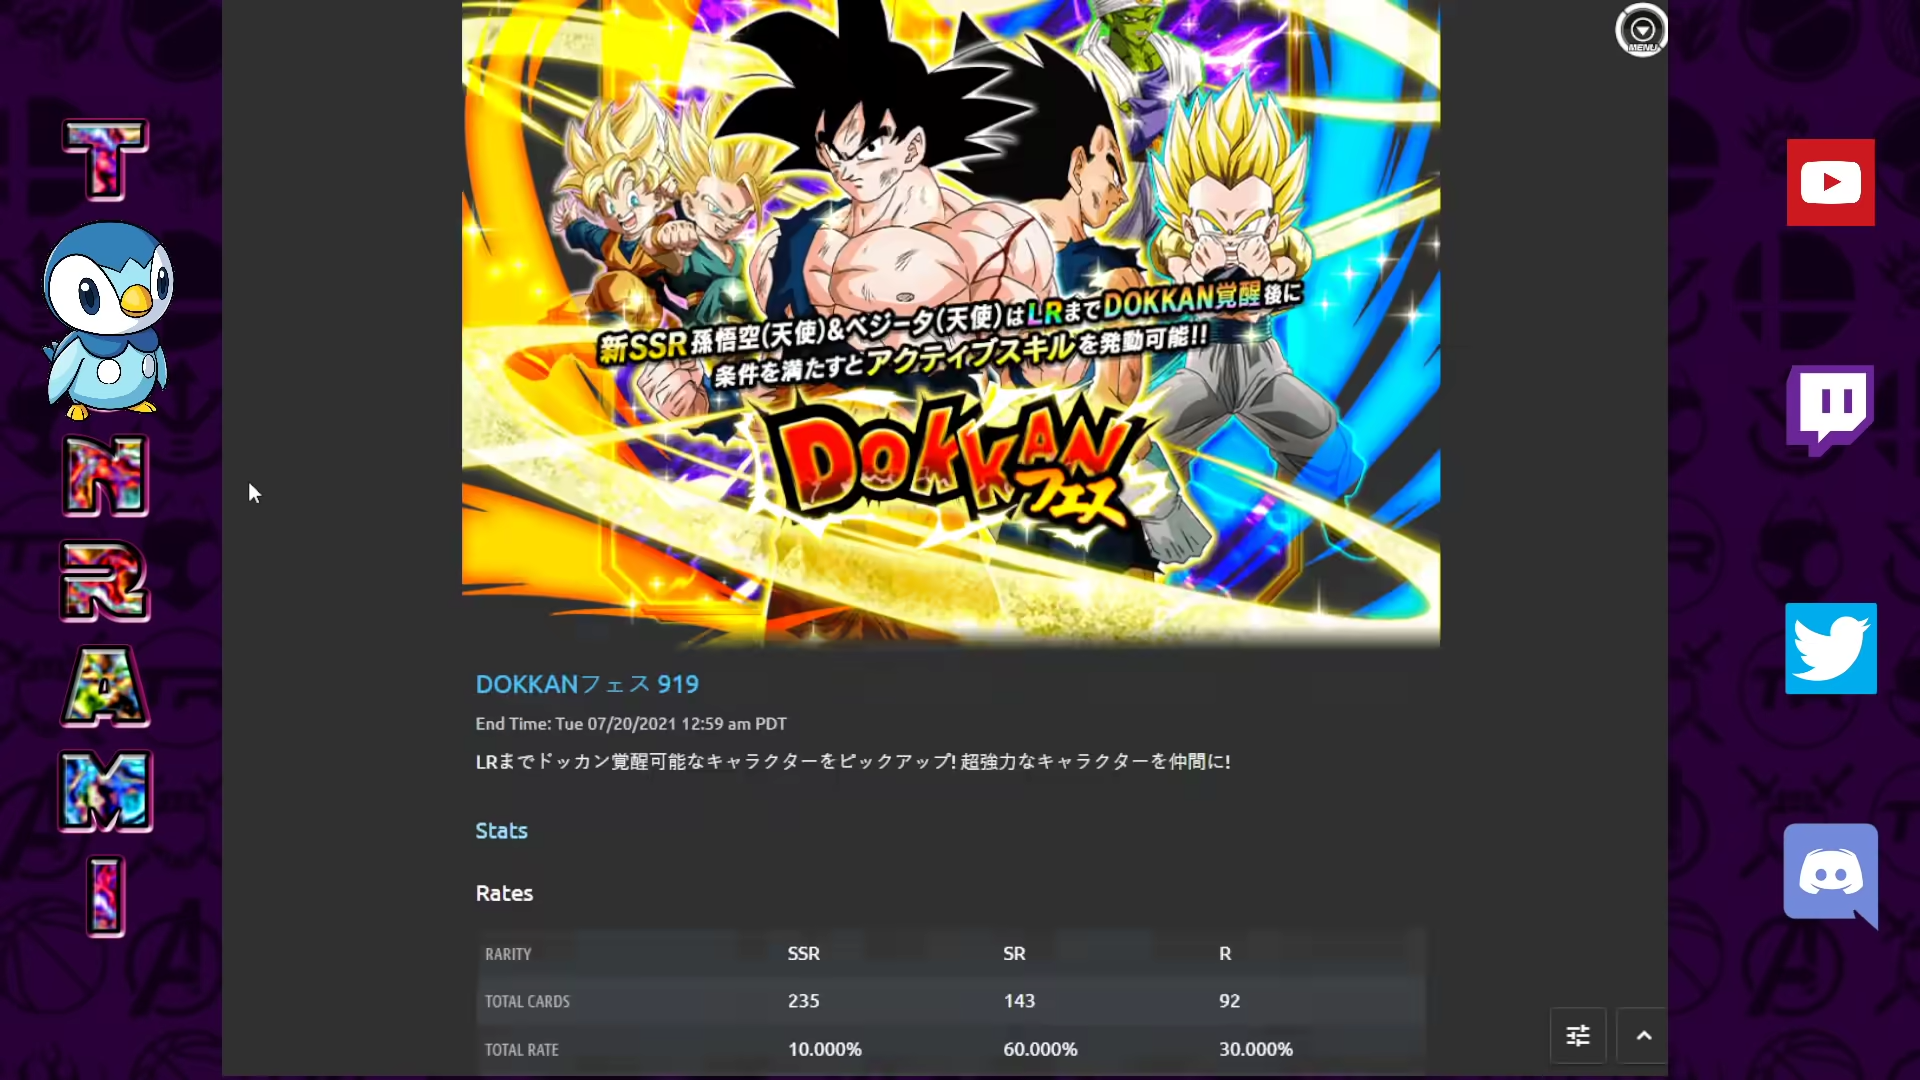 MENU
T
N
R
A
M
I
新SSR孫悟空(天使)&ベジータ(天使)はLRまでDOKKAN覚醒後に
条件を満たすとアクティブスキルを発動可能!!
DOKKAN
フェス
DOKKANフェス 919
End Time: Tue 07/20/2021 12:59 am PDT
LRまでドッカン覚醒可能なキャラクターをピックアップ! 超強力なキャラクターを仲間に!
Stats
Rates
RARITY SSR SR R
TOTAL CARDS 235 143 92
TOTAL RATE 10.000% 60.000% 30.000%